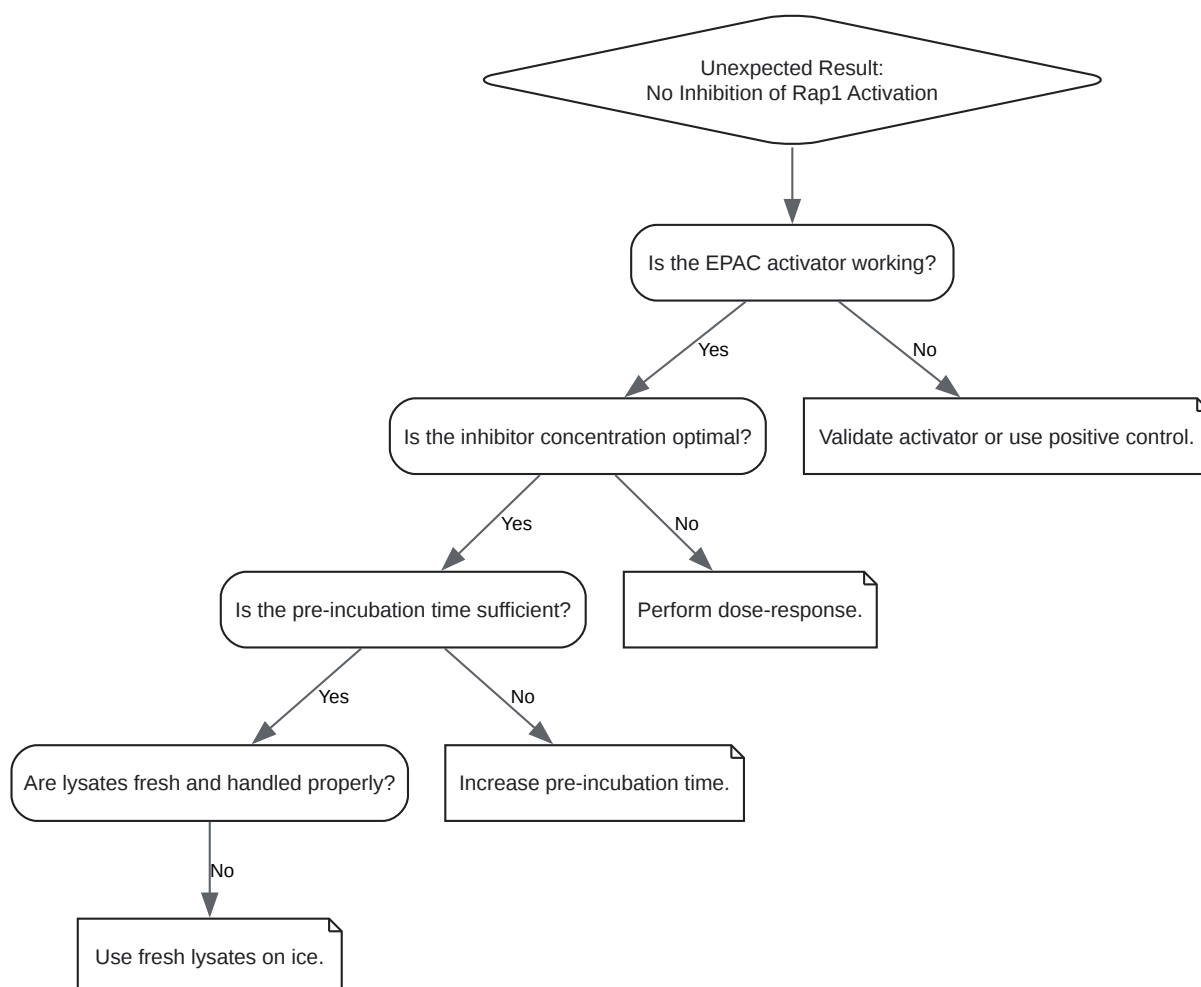 Unexpected Result:
No Inhibition of Rap1 Activation
Is the EPAC activator working?
Yes
No
Is the inhibitor concentration optimal?
Validate activator or use positive control.
Yes
No
Is the pre-incubation time sufficient?
Perform dose-response.
Yes
No
Are lysates fresh and handled properly?
Increase pre-incubation time.
No
Use fresh lysates on ice.